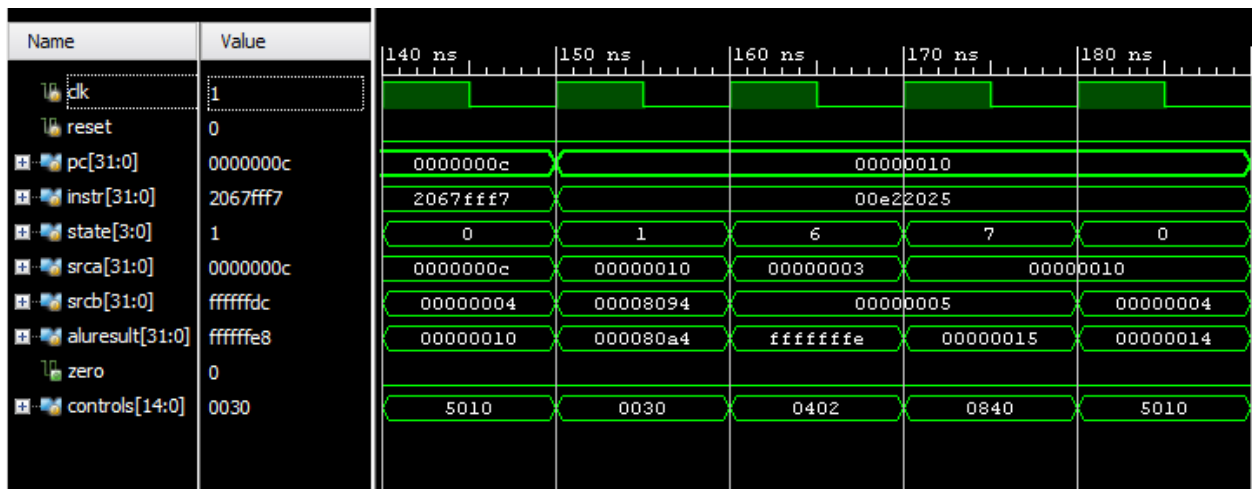 Name Value 140 ns 150 ns 160 ns 170 ns 180 ns
clk 1
reset 0
pc[31:0] 0000000c 0000000c 00000010
instr[31:0] 2067fff7 2067fff7 00e22025
state[3:0] 1 0 1 6 7 0
srca[31:0] 0000000c 0000000c 00000010 00000003 00000010
srcb[31:0] ffffffdc 00000004 00008094 00000005 00000004
aluresult[31:0] ffffffe8 00000010 000080a4 fffffffe 00000015 00000014
zero 0
controls[14:0] 0030 5010 0030 0402 0840 5010